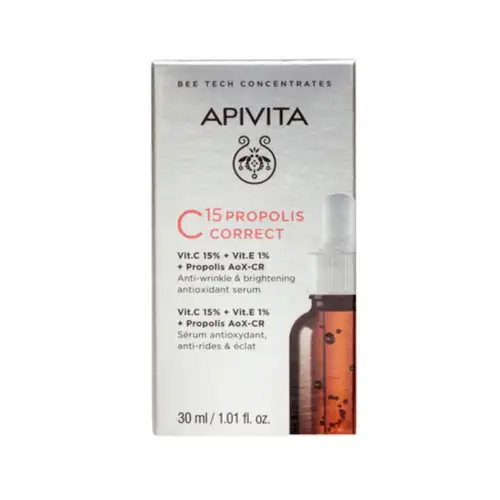 BEE TECH CONCENTRATES
APIVITA
C15 PROPOLIS
CORRECT
Vit.C 15% + Vit.E 1%
+ Propolis AoX-CR
Anti-wrinkle & brightening
antioxidant serum
Vit.C 15% + Vit.E 1%
+ Propolis AoX-CR
Sérum antioxydant,
anti-rides & éclat
30 ml / 1.01 fl. oz.